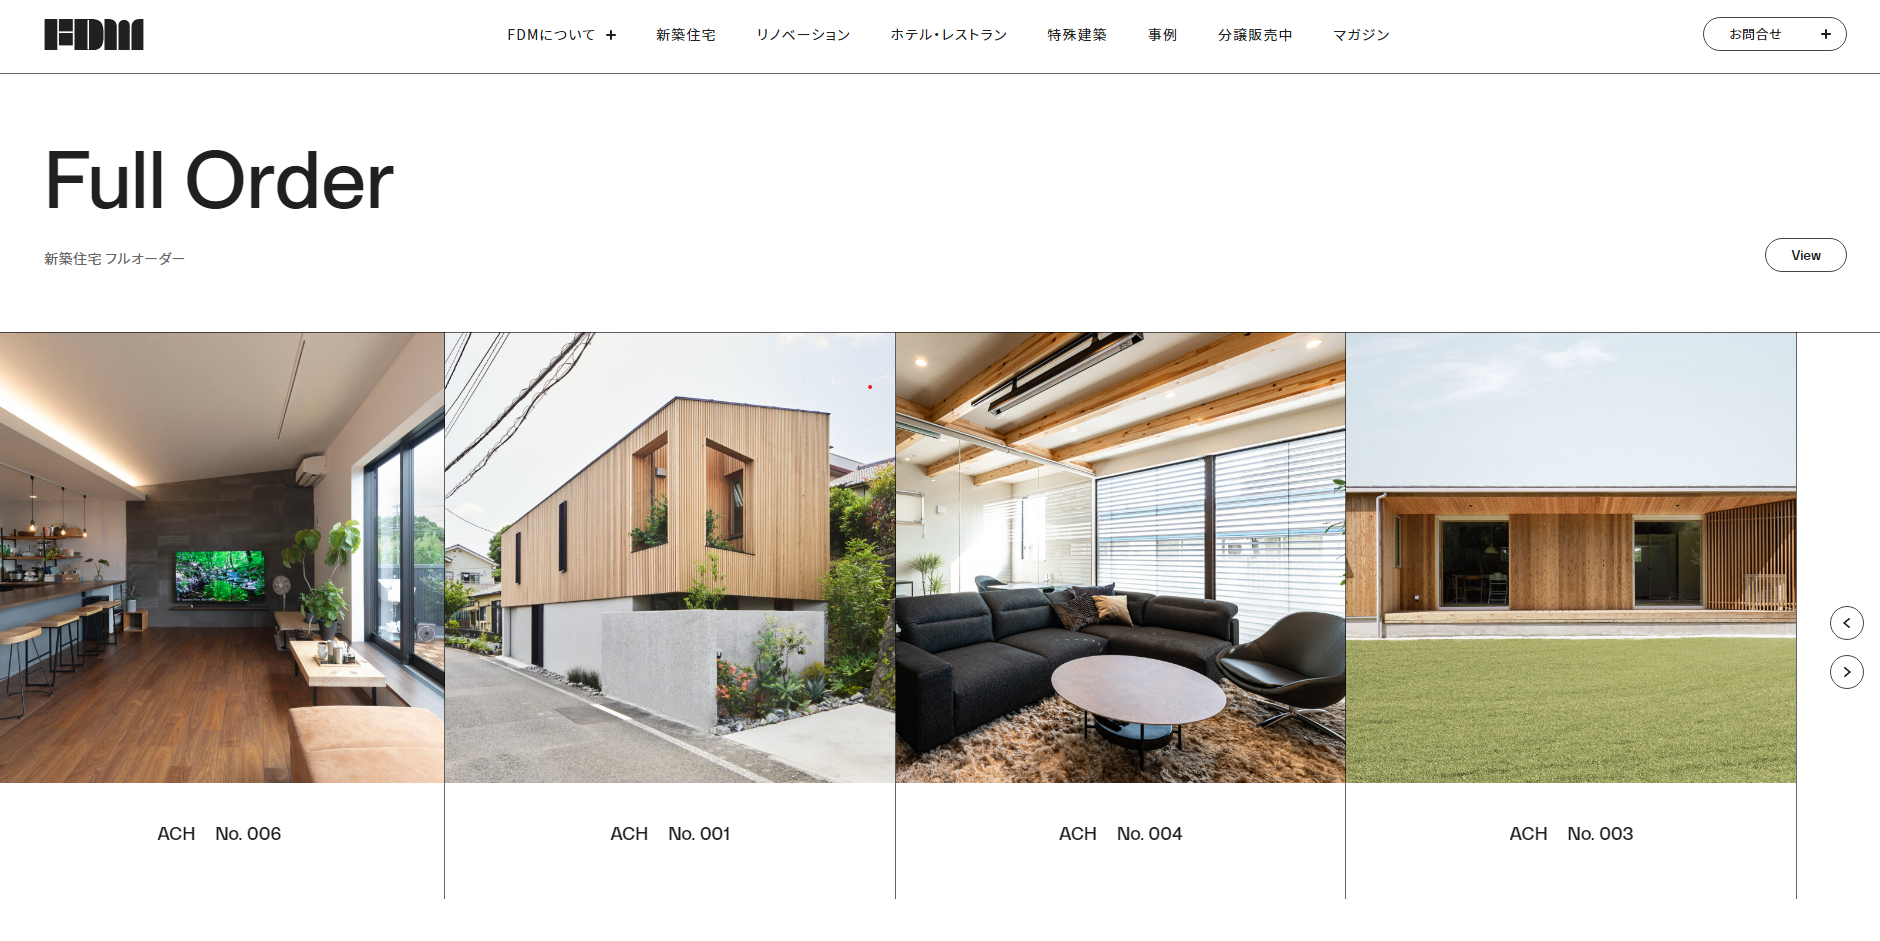 FDM
FDMについて + 新築住宅 リノベーション ホテル・レストラン 特殊建築 事例 分譲販売中 マガジン
お問合せ +
Full Order
新築住宅 フルオーダー
View
ACH No. 006
ACH No. 001
ACH No. 004
ACH No. 003